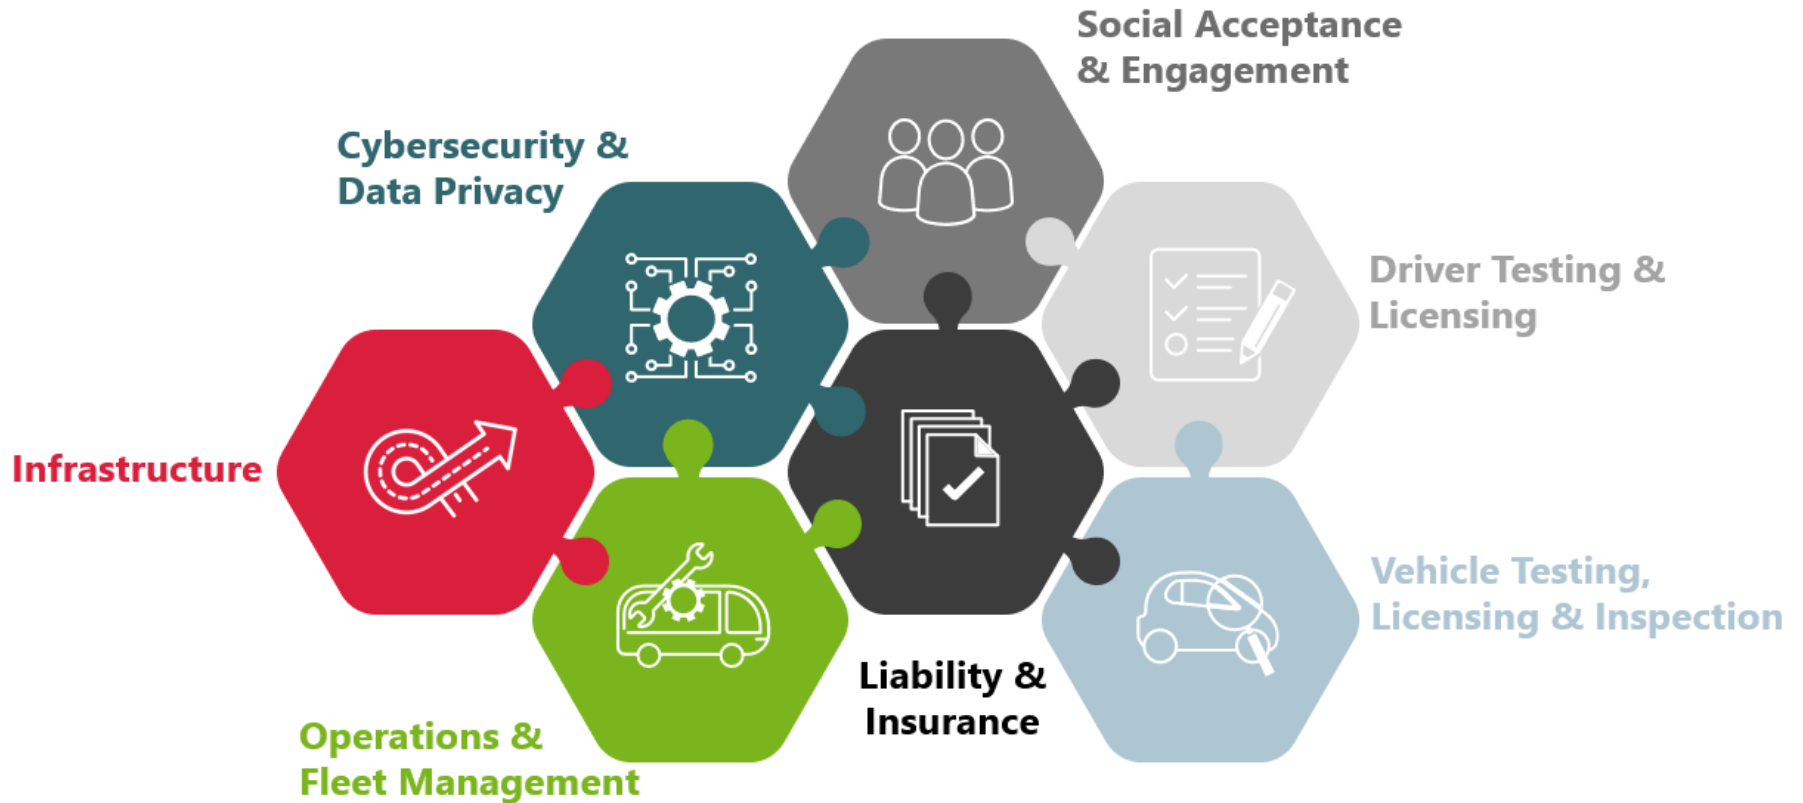 Social Acceptance
& Engagement
Cybersecurity &
Data Privacy
Driver Testing &
Licensing
Infrastructure
Vehicle Testing,
Licensing & Inspection
Liability &
Insurance
Operations &
Fleet Management